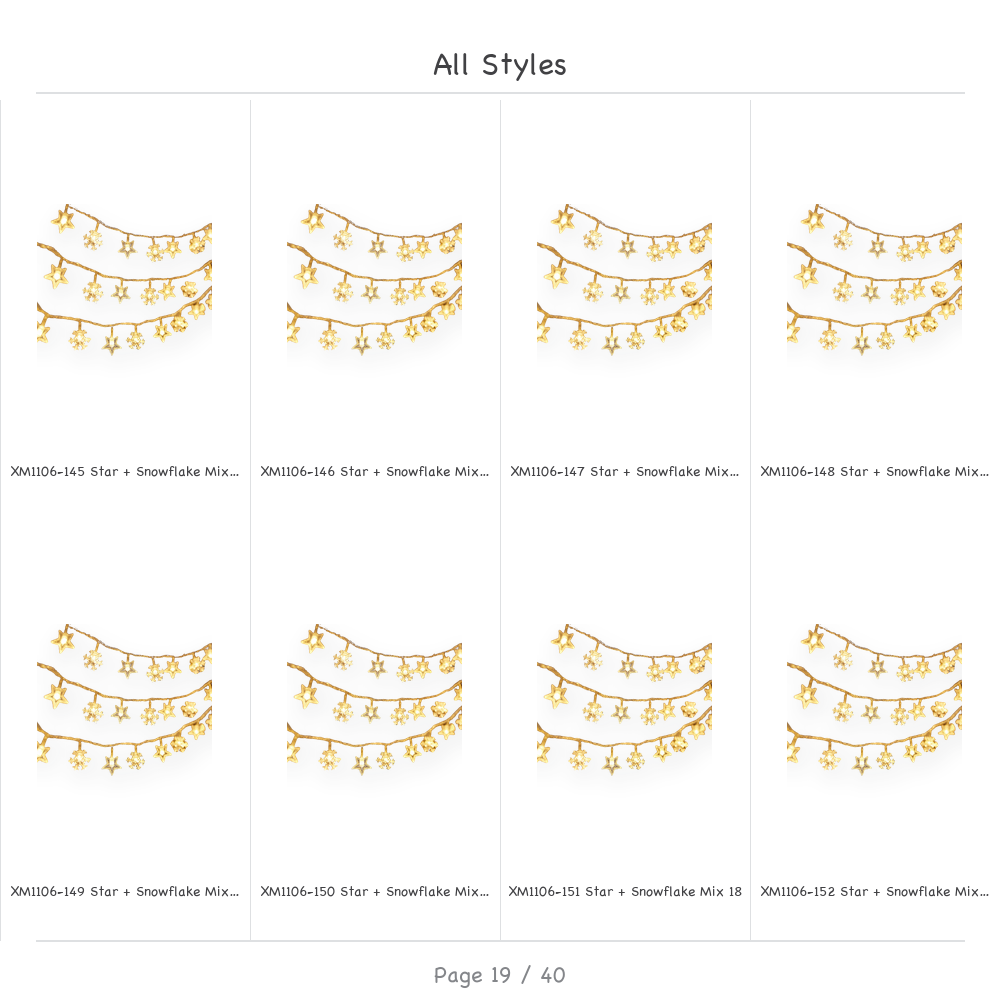 All Styles
XM1106-145 Star + Snowflake Mix...
XM1106-146 Star + Snowflake Mix...
XM1106-147 Star + Snowflake Mix...
XM1106-148 Star + Snowflake Mix...
XM1106-149 Star + Snowflake Mix...
XM1106-150 Star + Snowflake Mix...
XM1106-151 Star + Snowflake Mix 18
XM1106-152 Star + Snowflake Mix...
Page 19 / 40